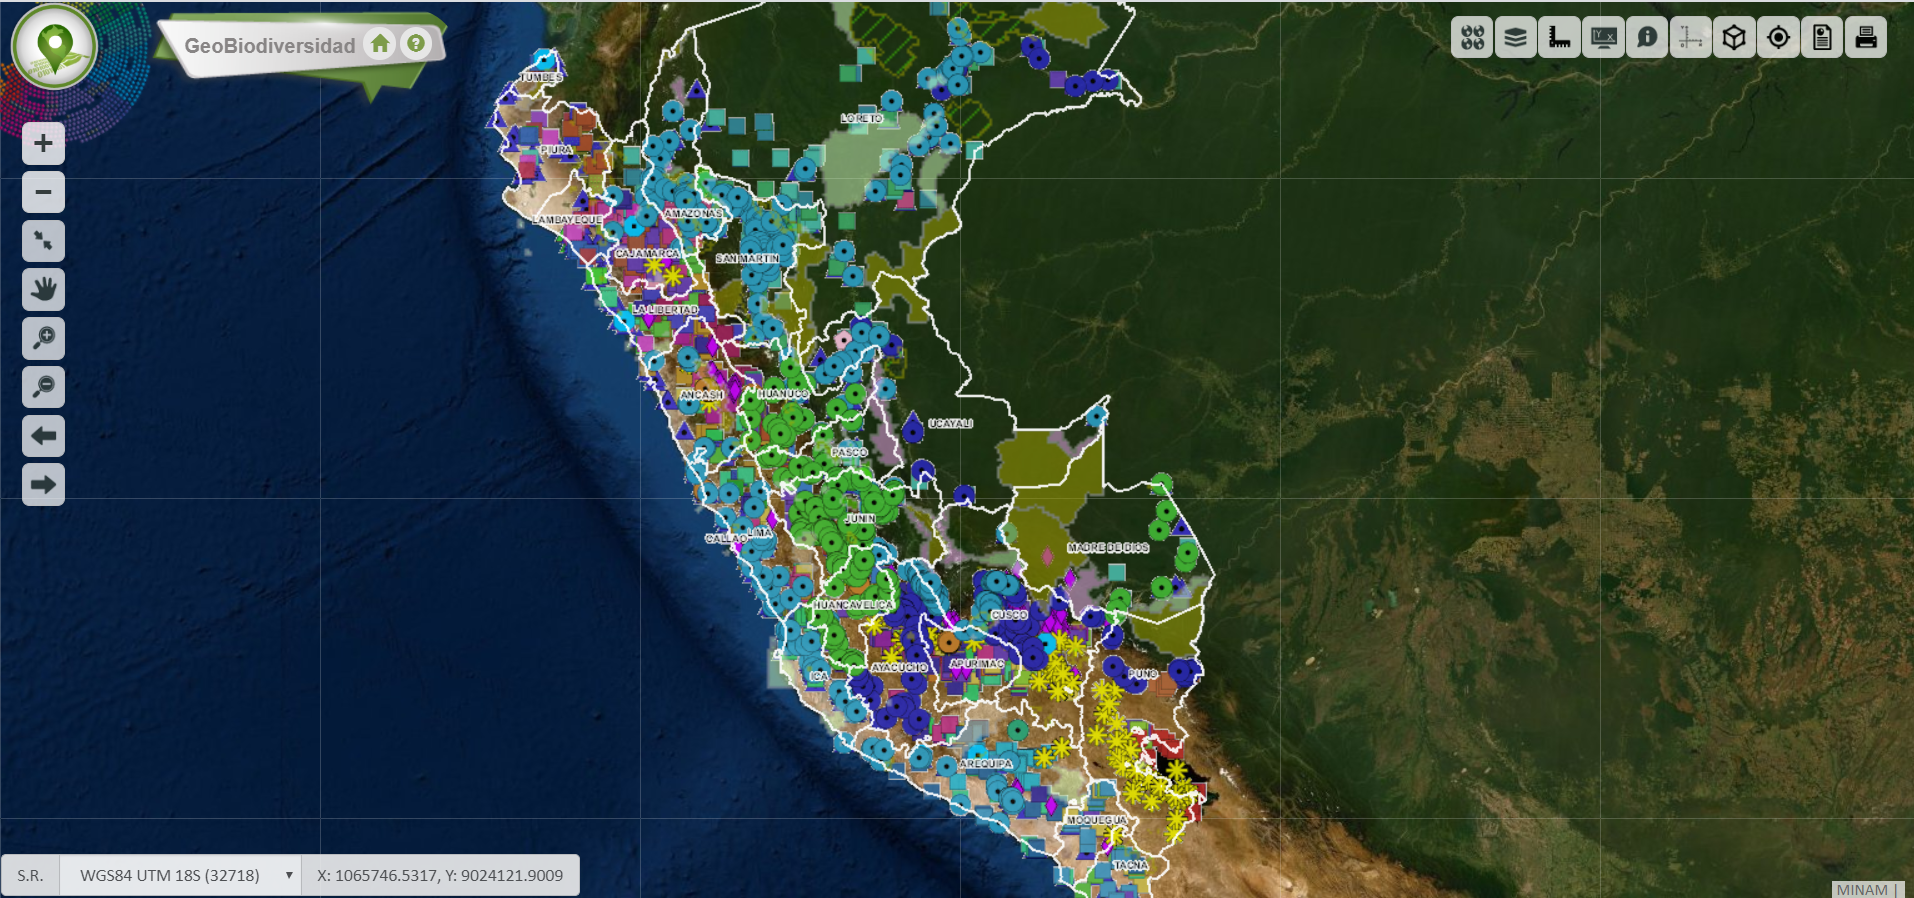 GeoBiodiversidad
TUMBES
PIURA
LORETO
LAMBAYEQUE
AMAZONAS
CAJAMARCA
SAN MARTIN
LA LIBERTAD
ANCASH
HUANUCO
UCAYALI
PASCO
JUNIN
CALLAO
LIMA
MADRE DE DIOS
HUANCAVELICA
CUSCO
AYACUCHO
APURIMAC
ICA
PUNO
AREQUIPA
MOQUEGUA
TACNA
S.R. WGS84 UTM 18S (32718) X: 1065746.5317, Y: 9024121.9009
MINAM |